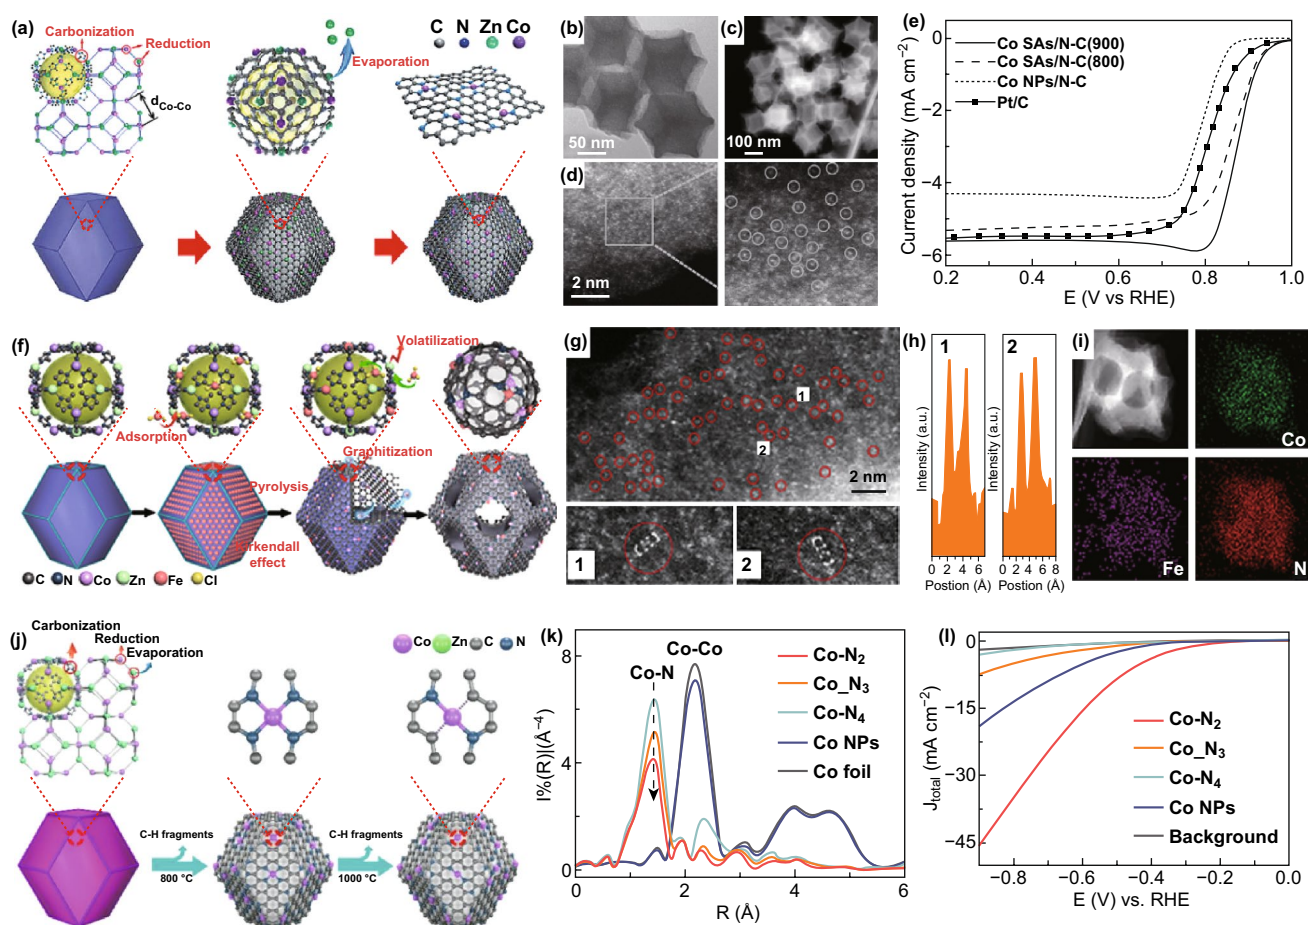 (a)
Carbonization
Reduction
d_Co-Co
Evaporation
C N Zn Co
(b)
50 nm
(c)
100 nm
(d)
2 nm
(e)
Current density (mA cm⁻²)
0
−2
−4
−6
Co SAs/N-C(900)
Co SAs/N-C(800)
Co NPs/N-C
Pt/C
0.2 0.4 0.6 0.8 1.0
E (V vs RHE)
(f)
Volatilization
Adsorption
Graphitization
Pyrolysis
irkendall
effect
C N Co Zn Fe Cl
(g)
1
2
2 nm
1
2
(h)
Intensity (a.u.)
1
0 2 4 6
Postion (Å)
Intensity (a.u.)
2
0 2 4 6 8
Postion (Å)
(i)
Co
Fe
N
(j)
Carbonization
Reduction
Evaporation
Co Zn C N
C-H fragments
800 °C
C-H fragments
1000 °C
(k)
I%(R)|(Å⁻⁴)
8
4
0
Co-N
Co-Co
Co-N₂
Co_N₃
Co-N₄
Co NPs
Co foil
0 2 4 6
R (Å)
(l)
J_total (mA cm⁻²)
0
−15
−30
−45
Co-N₂
Co_N₃
Co-N₄
Co NPs
Background
−0.8 −0.6 −0.4 −0.2 0.0
E (V) vs. RHE